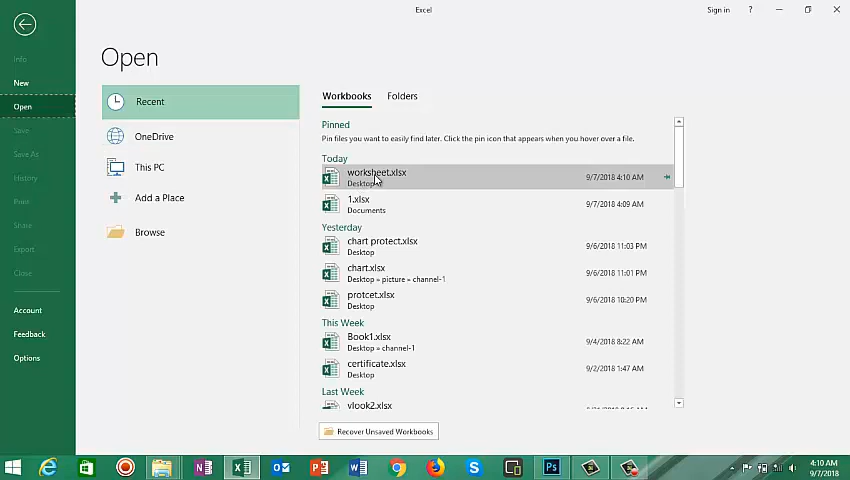 Excel
Sign in
?
Info
New
Open
Save
Save As
History
Print
Share
Export
Close
Account
Feedback
Options
Open
Recent
OneDrive
This PC
Add a Place
Browse
Workbooks Folders
Pinned
Pin files you want to easily find later. Click the pin icon that appears when you hover over a file.
Today
worksheet.xlsx
Desktop
9/7/2018 4:10 AM
1.xlsx
Documents
9/7/2018 4:09 AM
Yesterday
chart protect.xlsx
Desktop
9/6/2018 11:03 PM
chart.xlsx
Desktop » picture » channel-1
9/6/2018 11:01 PM
protcet.xlsx
Desktop
9/6/2018 10:20 PM
This Week
Book1.xlsx
Desktop » channel-1
9/4/2018 8:22 AM
certificate.xlsx
Desktop
9/2/2018 1:47 AM
Last Week
vlook2.xlsx
Recover Unsaved Workbooks
4:10 AM
9/7/2018